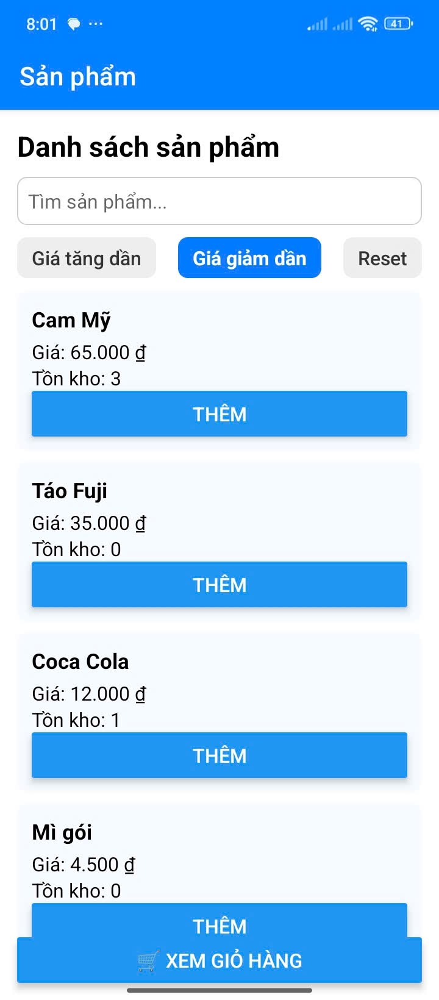 8:01
41
Sản phẩm
Danh sách sản phẩm
Tìm sản phẩm...
Giá tăng dần Giá giảm dần Reset
Cam Mỹ
Giá: 65.000 ₫
Tồn kho: 3
THÊM
Táo Fuji
Giá: 35.000 ₫
Tồn kho: 0
THÊM
Coca Cola
Giá: 12.000 ₫
Tồn kho: 1
THÊM
Mì gói
Giá: 4.500 ₫
Tồn kho: 0
THÊM
🛒 XEM GIỎ HÀNG